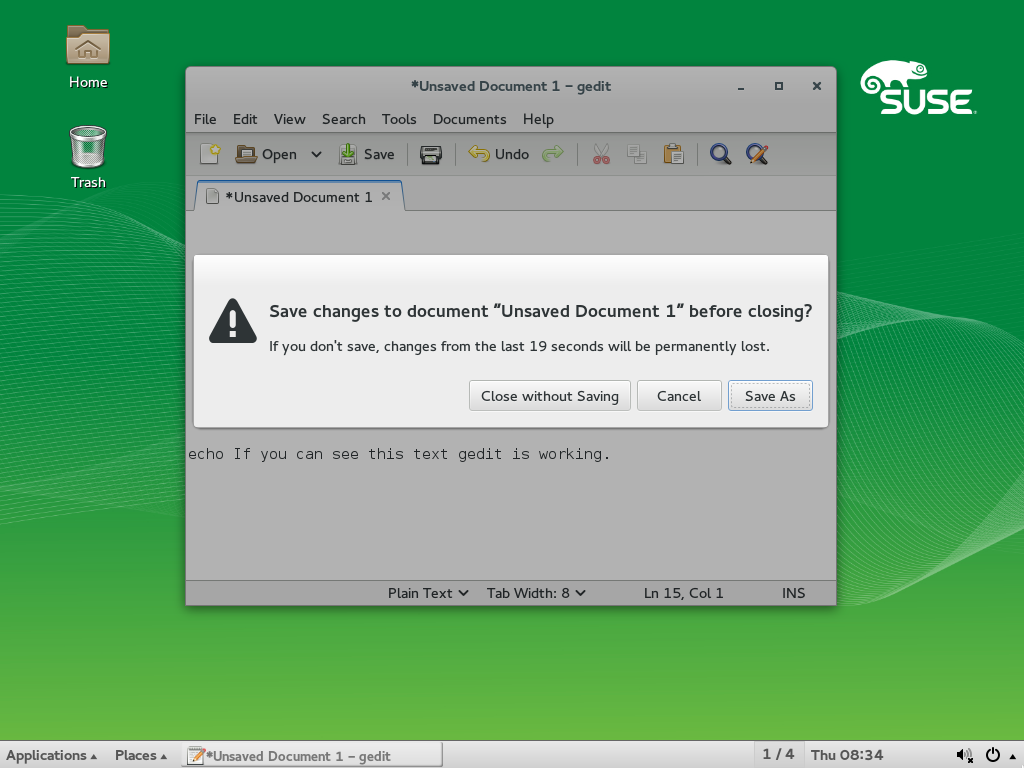 Home
Trash
SUSE
*Unsaved Document 1 – gedit
File Edit View Search Tools Documents Help
Open Save Undo
*Unsaved Document 1
Save changes to document “Unsaved Document 1” before closing?
If you don't save, changes from the last 19 seconds will be permanently lost.
Close without Saving Cancel Save As
echo If you can see this text gedit is working.
Plain Text Tab Width: 8 Ln 15, Col 1 INS
Applications Places *Unsaved Document 1 – gedit 1 / 4 Thu 08:34